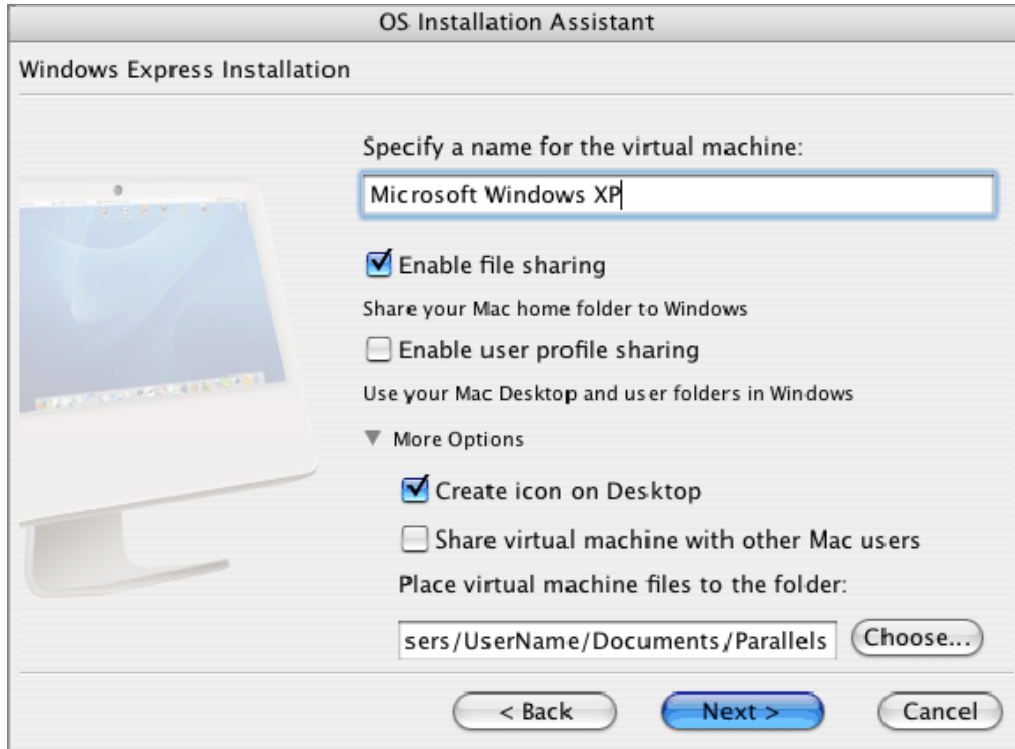 OS Installation Assistant
Windows Express Installation
Specify a name for the virtual machine:
Microsoft Windows XP
Enable file sharing
Share your Mac home folder to Windows
Enable user profile sharing
Use your Mac Desktop and user folders in Windows
More Options
Create icon on Desktop
Share virtual machine with other Mac users
Place virtual machine files to the folder:
sers/UserName/Documents/Parallels Choose...
< Back Next > Cancel